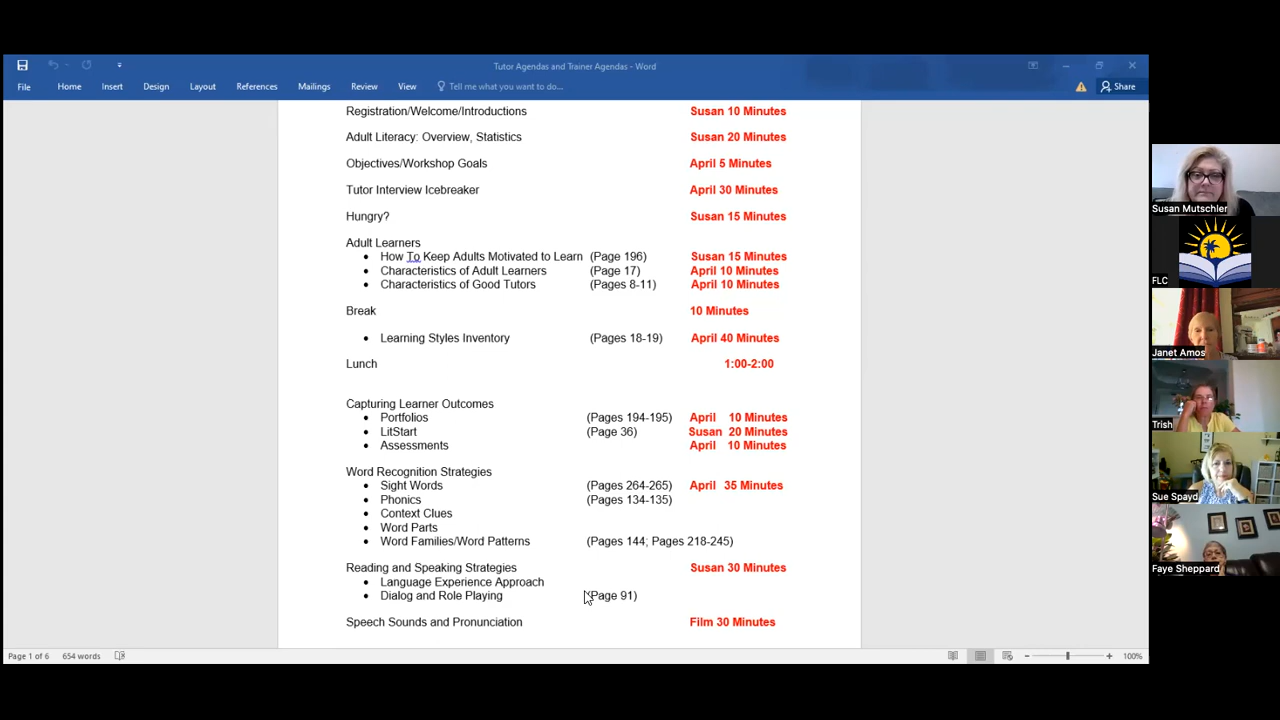 Tutor Agendas and Trainer Agendas - Word
File Home Insert Design Layout References Mailings Review View Tell me what you want to do... Share
Registration/Welcome/Introductions Susan 10 Minutes
Adult Literacy: Overview, Statistics Susan 20 Minutes
Objectives/Workshop Goals April 5 Minutes
Tutor Interview Icebreaker April 30 Minutes
Hungry? Susan 15 Minutes
Adult Learners
• How To Keep Adults Motivated to Learn (Page 196) Susan 15 Minutes
• Characteristics of Adult Learners (Page 17) April 10 Minutes
• Characteristics of Good Tutors (Pages 8-11) April 10 Minutes
Break 10 Minutes
• Learning Styles Inventory (Pages 18-19) April 40 Minutes
Lunch 1:00-2:00
Capturing Learner Outcomes
• Portfolios (Pages 194-195) April 10 Minutes
• LitStart (Page 36) Susan 20 Minutes
• Assessments April 10 Minutes
Word Recognition Strategies
• Sight Words (Pages 264-265) April 35 Minutes
• Phonics (Pages 134-135)
• Context Clues
• Word Parts
• Word Families/Word Patterns (Pages 144; Pages 218-245)
Reading and Speaking Strategies Susan 30 Minutes
• Language Experience Approach
• Dialog and Role Playing (Page 91)
Speech Sounds and Pronunciation Film 30 Minutes
Page 1 of 6 654 words 100%
Susan Mutschler
FLC
Janet Amos
Trish
Sue Spayd
Faye Sheppard